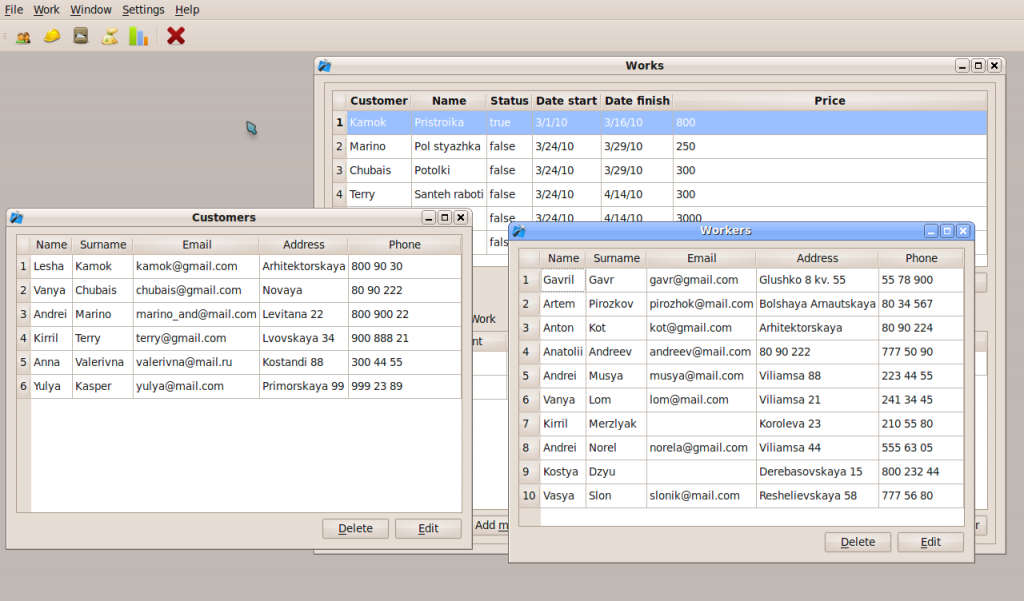 File Work Window Settings Help
Works
Customer Name Status Date start Date finish Price
1 Kamok Pristroika true 3/1/10 3/16/10 800
2 Marino Pol styazhka false 3/24/10 3/29/10 250
3 Chubais Potolki false 3/24/10 3/29/10 300
4 Terry Santeh raboti false 3/24/10 4/14/10 300
false 3/24/10 4/14/10 3000
Customers
Name Surname Email Address Phone
1 Lesha Kamok kamok@gmail.com Arhitektorskaya 800 90 30
2 Vanya Chubais chubais@gmail.com Novaya 80 90 222
3 Andrei Marino marino_and@mail.com Levitana 22 800 900 22
4 Kirril Terry terry@gmail.com Lvovskaya 34 900 888 21
5 Anna Valerivna valerivna@mail.ru Kostandi 88 300 44 55
6 Yulya Kasper yulya@mail.com Primorskaya 99 999 23 89
Delete Edit
Work
nt
Add m
r
Workers
Name Surname Email Address Phone
1 Gavril Gavr gavr@gmail.com Glushko 8 kv. 55 55 78 900
2 Artem Pirozkov pirozhok@mail.com Bolshaya Arnautskaya 80 34 567
3 Anton Kot kot@gmail.com Arhitektorskaya 80 90 224
4 Anatolii Andreev andreev@mail.com 80 90 222 777 50 90
5 Andrei Musya musya@mail.com Viliamsa 88 223 44 55
6 Vanya Lom lom@mail.com Viliamsa 21 241 34 45
7 Kirril Merzlyak Koroleva 23 210 55 80
8 Andrei Norel norela@gmail.com Viliamsa 44 555 63 05
9 Kostya Dzyu Derebasovskaya 15 800 232 44
10 Vasya Slon slonik@mail.com Reshelievskaya 58 777 56 80
Delete Edit